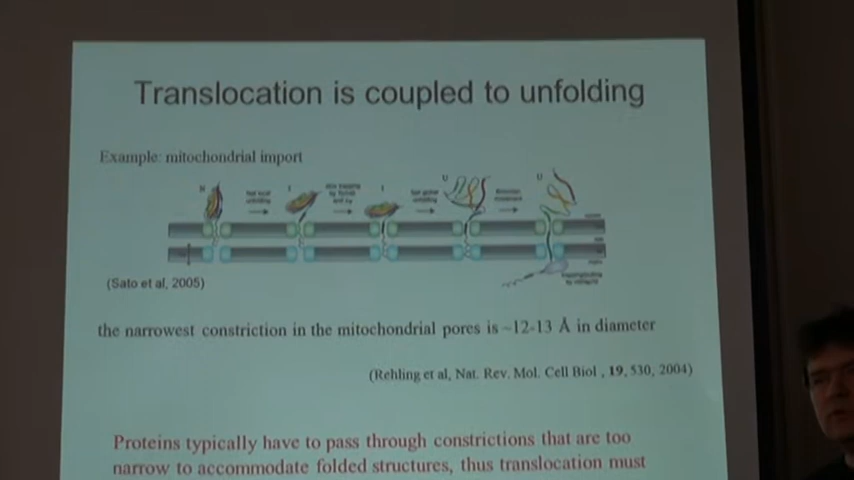 Translocation is coupled to unfolding
Example: mitochondrial import
N I I U U
(Sato et al, 2005)
the narrowest constriction in the mitochondrial pores is ~12-13 Å in diameter
(Rehling et al, Nat. Rev. Mol. Cell Biol , 19, 530, 2004)
Proteins typically have to pass through constrictions that are too
narrow to accommodate folded structures, thus translocation must